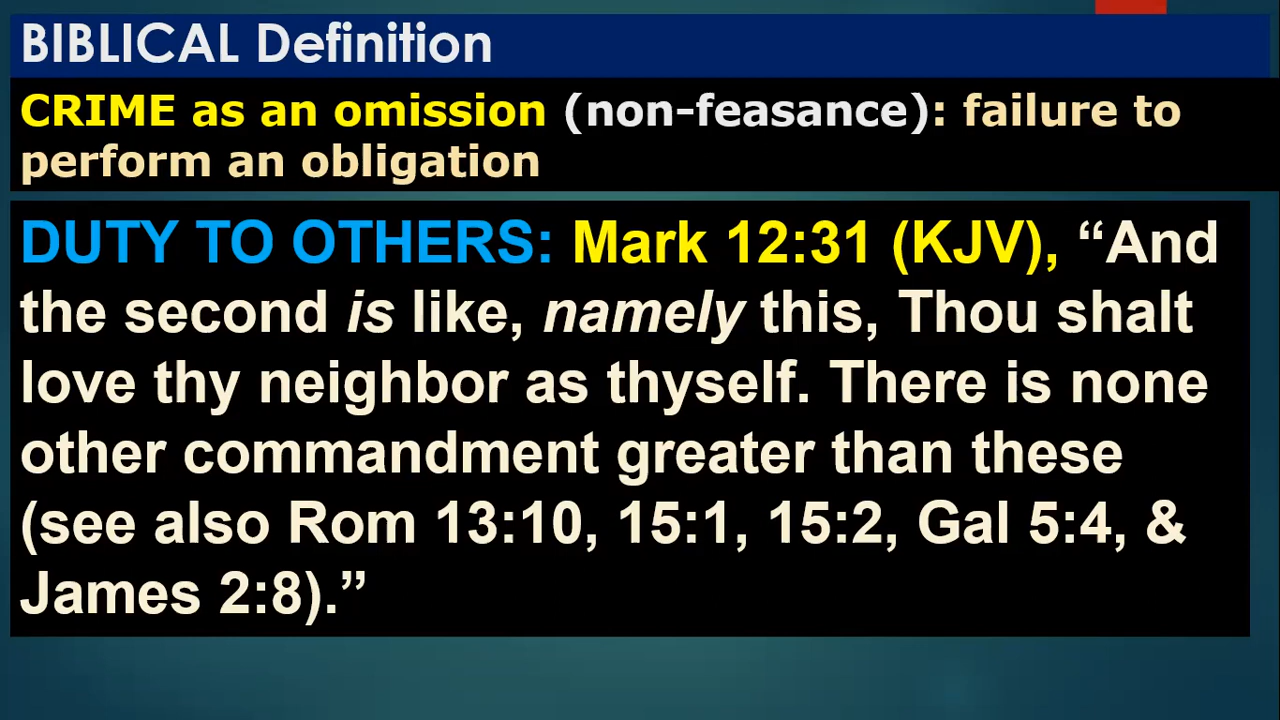 BIBLICAL Definition
CRIME as an omission (non-feasance): failure to
perform an obligation
DUTY TO OTHERS: Mark 12:31 (KJV), “And
the second is like, namely this, Thou shalt
love thy neighbor as thyself. There is none
other commandment greater than these
(see also Rom 13:10, 15:1, 15:2, Gal 5:4, &
James 2:8).”